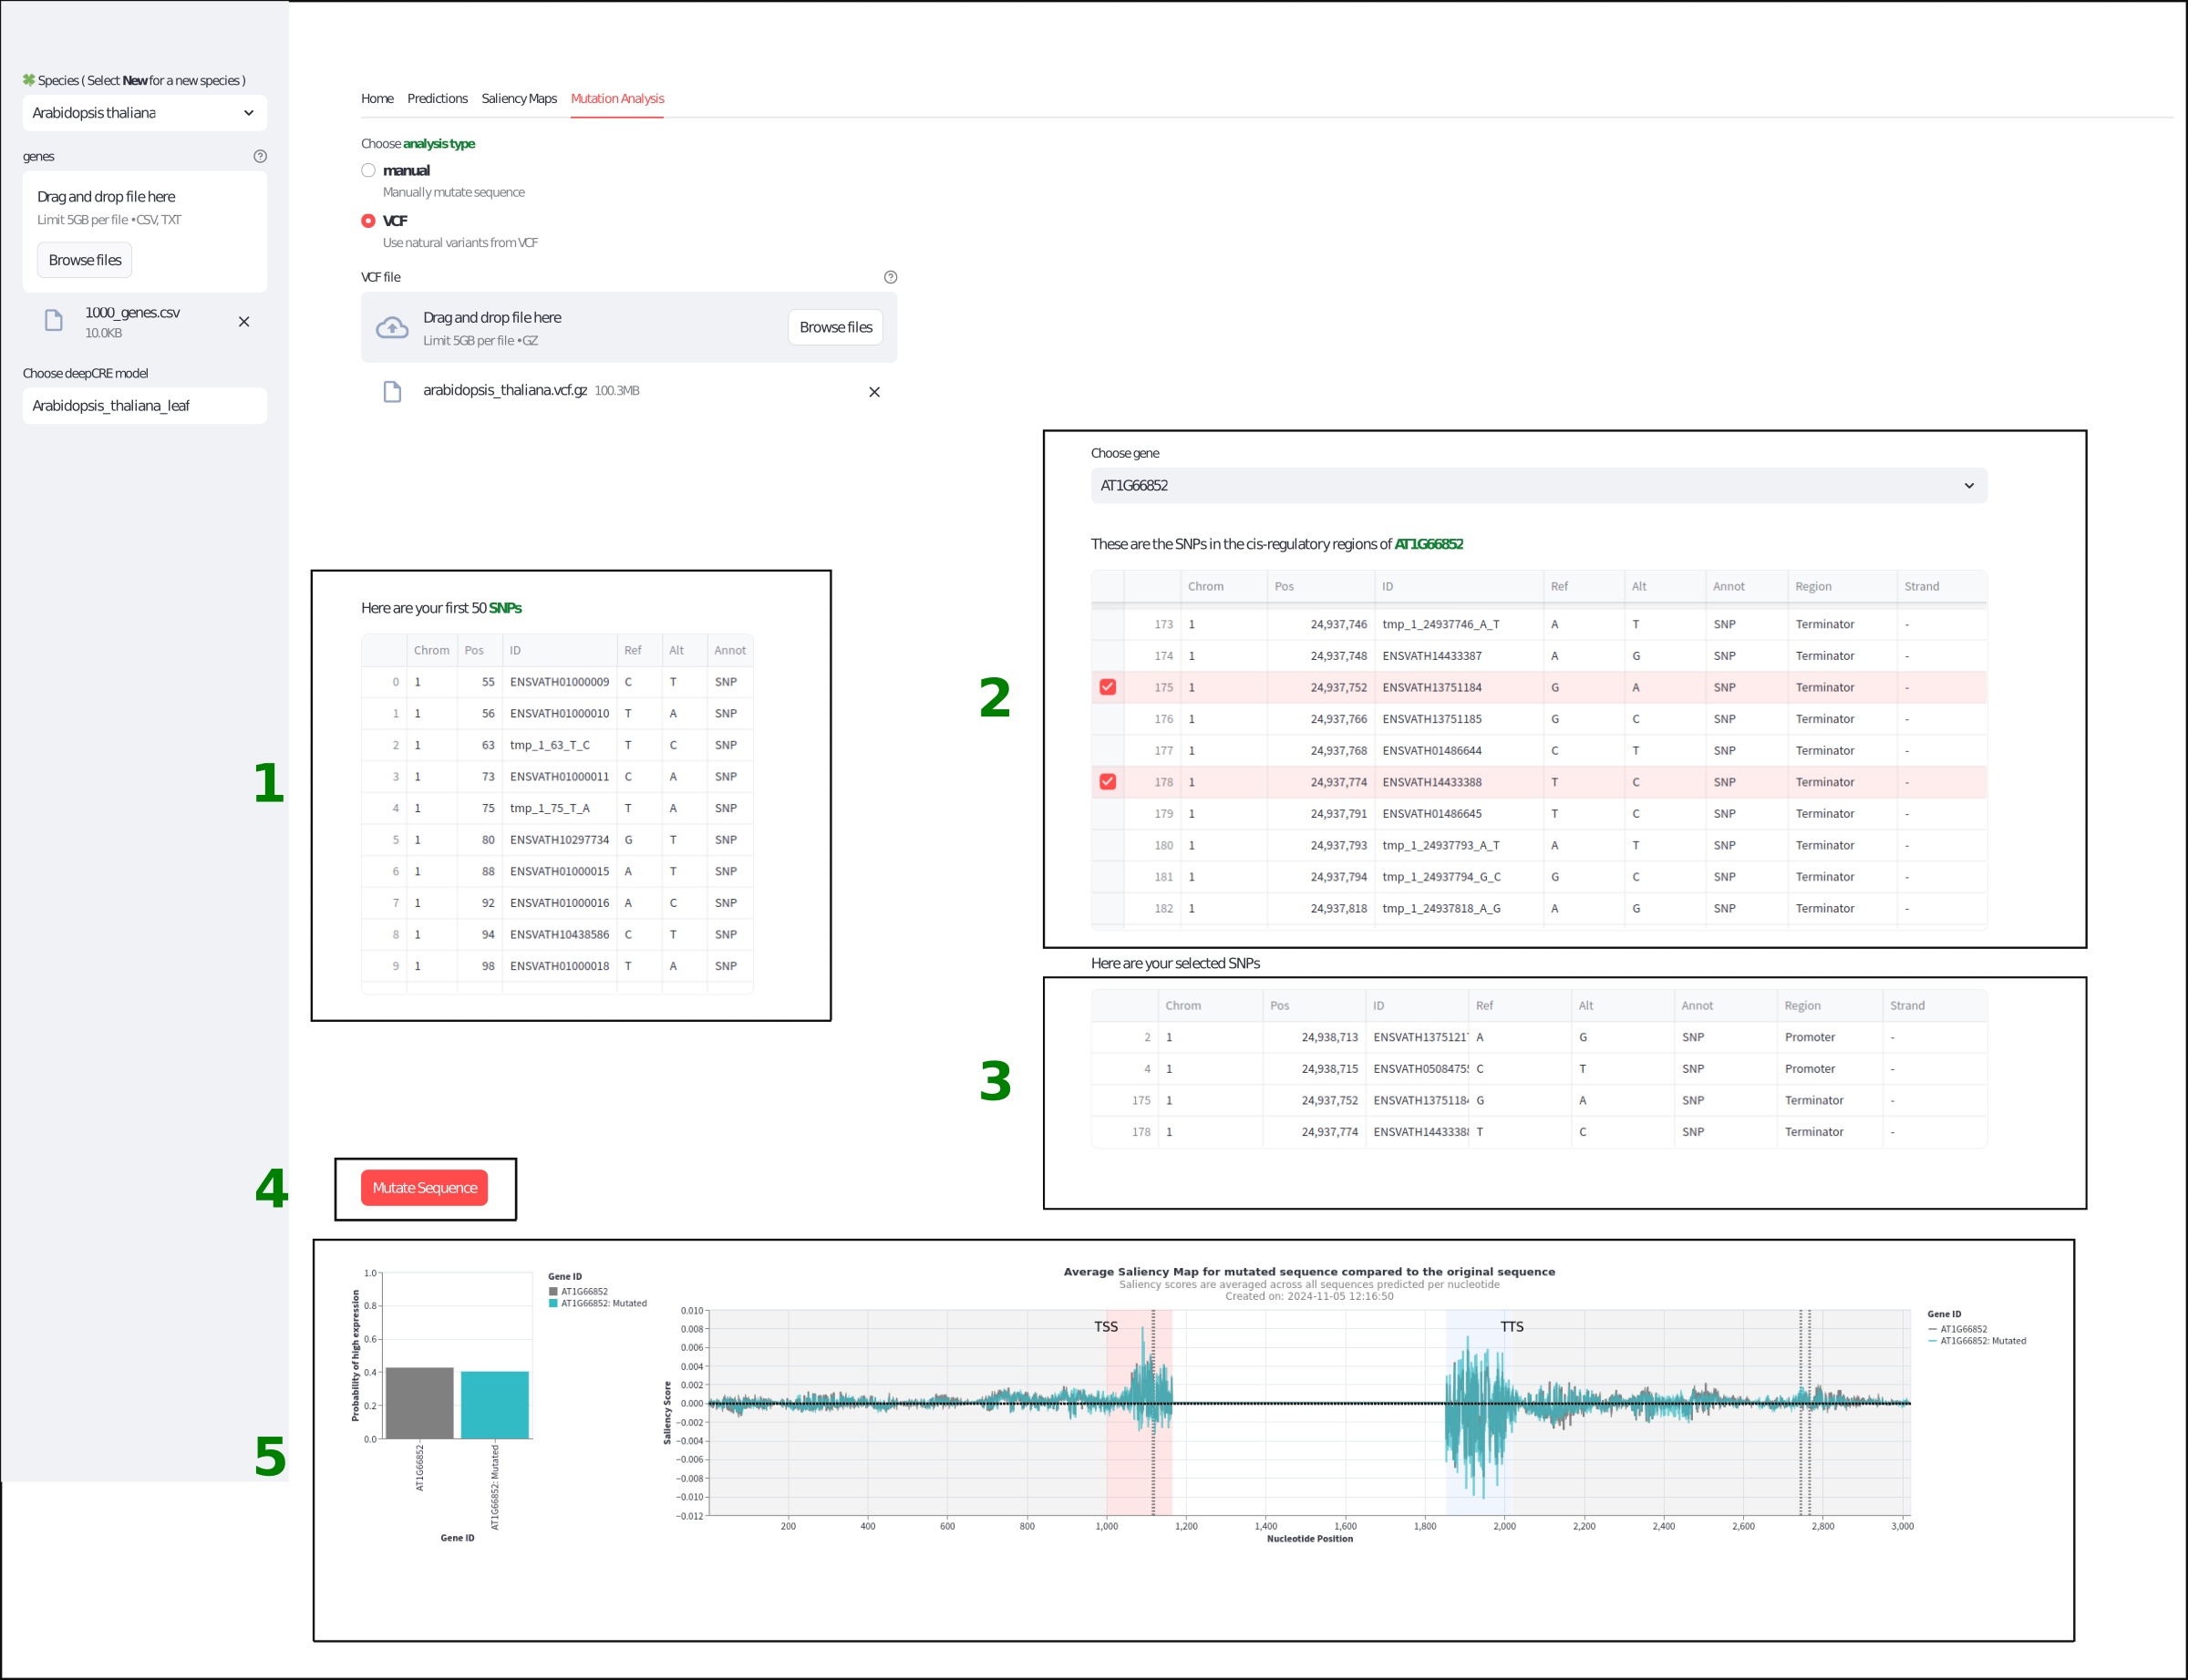 Species ( Select New for a new species )
Arabidopsis thaliana
genes
Drag and drop file here
Limit 5GB per file • CSV, TXT
Browse files
1000_genes.csv
10.0KB
Choose deepCRE model
Arabidopsis_thaliana_leaf
Home Predictions Saliency Maps Mutation Analysis
Choose analysis type
manual
Manually mutate sequence
VCF
Use natural variants from VCF
VCF file
Drag and drop file here
Limit 5GB per file • GZ
Browse files
arabidopsis_thaliana.vcf.gz 100.3MB
1
Here are your first 50 SNPs
Chrom Pos ID Ref Alt Annot
0 1 55 ENSVATH01000009 C T SNP
1 1 56 ENSVATH01000010 T A SNP
2 1 63 tmp_1_63_T_C T C SNP
3 1 73 ENSVATH01000011 C A SNP
4 1 75 tmp_1_75_T_A T A SNP
5 1 80 ENSVATH10297734 G T SNP
6 1 88 ENSVATH01000015 A T SNP
7 1 92 ENSVATH01000016 A C SNP
8 1 94 ENSVATH10438586 C T SNP
9 1 98 ENSVATH01000018 T A SNP
2
Choose gene
AT1G66852
These are the SNPs in the cis-regulatory regions of AT1G66852
Chrom Pos ID Ref Alt Annot Region Strand
173 1 24,937,746 tmp_1_24937746_A_T A T SNP Terminator -
174 1 24,937,748 ENSVATH14433387 A G SNP Terminator -
175 1 24,937,752 ENSVATH13751184 G A SNP Terminator -
176 1 24,937,766 ENSVATH13751185 G C SNP Terminator -
177 1 24,937,768 ENSVATH01486644 C T SNP Terminator -
178 1 24,937,774 ENSVATH14433388 T C SNP Terminator -
179 1 24,937,791 ENSVATH01486645 T C SNP Terminator -
180 1 24,937,793 tmp_1_24937793_A_T A T SNP Terminator -
181 1 24,937,794 tmp_1_24937794_G_C G C SNP Terminator -
182 1 24,937,818 tmp_1_24937818_A_G A G SNP Terminator -
Here are your selected SNPs
3
Chrom Pos ID Ref Alt Annot Region Strand
2 1 24,938,713 A G SNP Promoter -
4 1 24,938,715 C T SNP Promoter -
175 1 24,937,752 G A SNP Terminator -
178 1 24,937,774 T C SNP Terminator -
4
Mutate Sequence
5
Probability of high expression
1.0
0.8
0.6
0.4
0.2
0.0
AT1G66852
AT1G66852: Mutated
Gene ID
Gene ID
AT1G66852
AT1G66852: Mutated
Average Saliency Map for mutated sequence compared to the original sequence
Saliency scores are averaged across all sequences predicted per nucleotide
Created on: 2024-11-05 12:16:50
TSS
TTS
Saliency Score
0.010
0.008
0.006
0.004
0.002
0.000
−0.002
−0.004
−0.006
−0.008
−0.010
−0.012
200 400 600 800 1,000 1,200 1,400 1,600 1,800 2,000 2,200 2,400 2,600 2,800 3,000
Nucleotide Position
Gene ID
AT1G66852
AT1G66852: Mutated